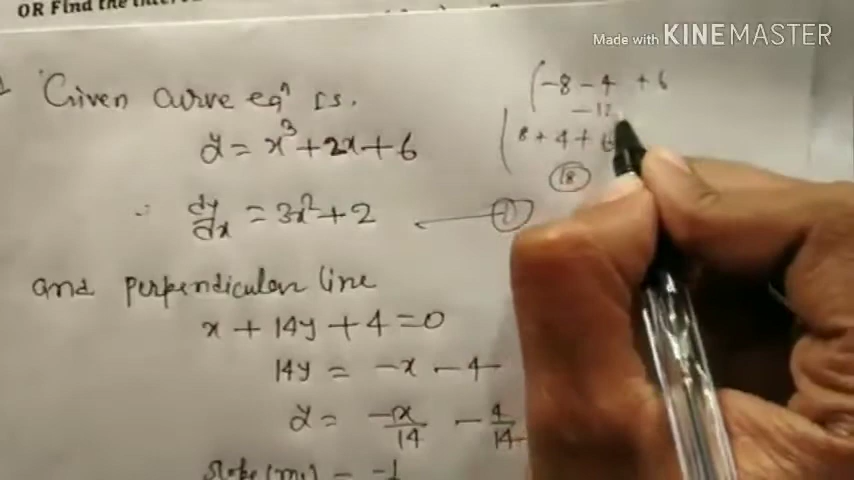 OR Find the
Made with KINEMASTER
Given curve eqn is.
y = x³ + 2x + 6
∴ dy/dx = 3x² + 2 ← ①
and perpendicular line
x + 14y + 4 = 0
14y = -x - 4
y = -x/14 - 4/14
slope (m₁) = -1
(-8 - 4 + 6
-12
(8 + 4 + 6
18